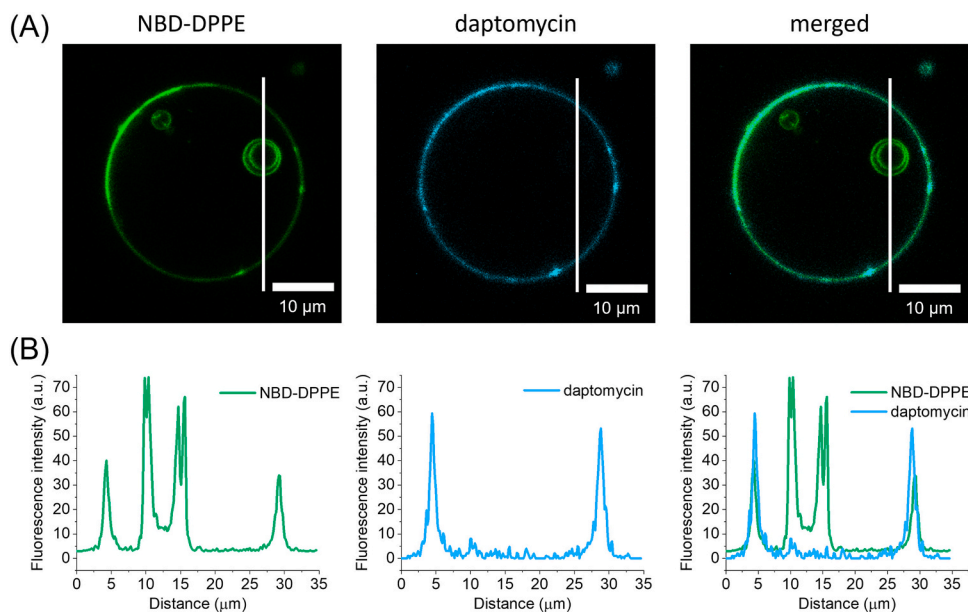 (A)
NBD-DPPE
daptomycin
merged
10 µm
10 µm
10 µm
(B)
Fluorescence intensity (a.u.)
70
60
50
40
30
20
10
0
NBD-DPPE
0 5 10 15 20 25 30 35
Distance (µm)
Fluorescence intensity (a.u.)
70
60
50
40
30
20
10
0
daptomycin
0 5 10 15 20 25 30 35
Distance (µm)
Fluorescence intensity (a.u.)
70
60
50
40
30
20
10
0
NBD-DPPE
daptomycin
0 5 10 15 20 25 30 35
Distance (µm)